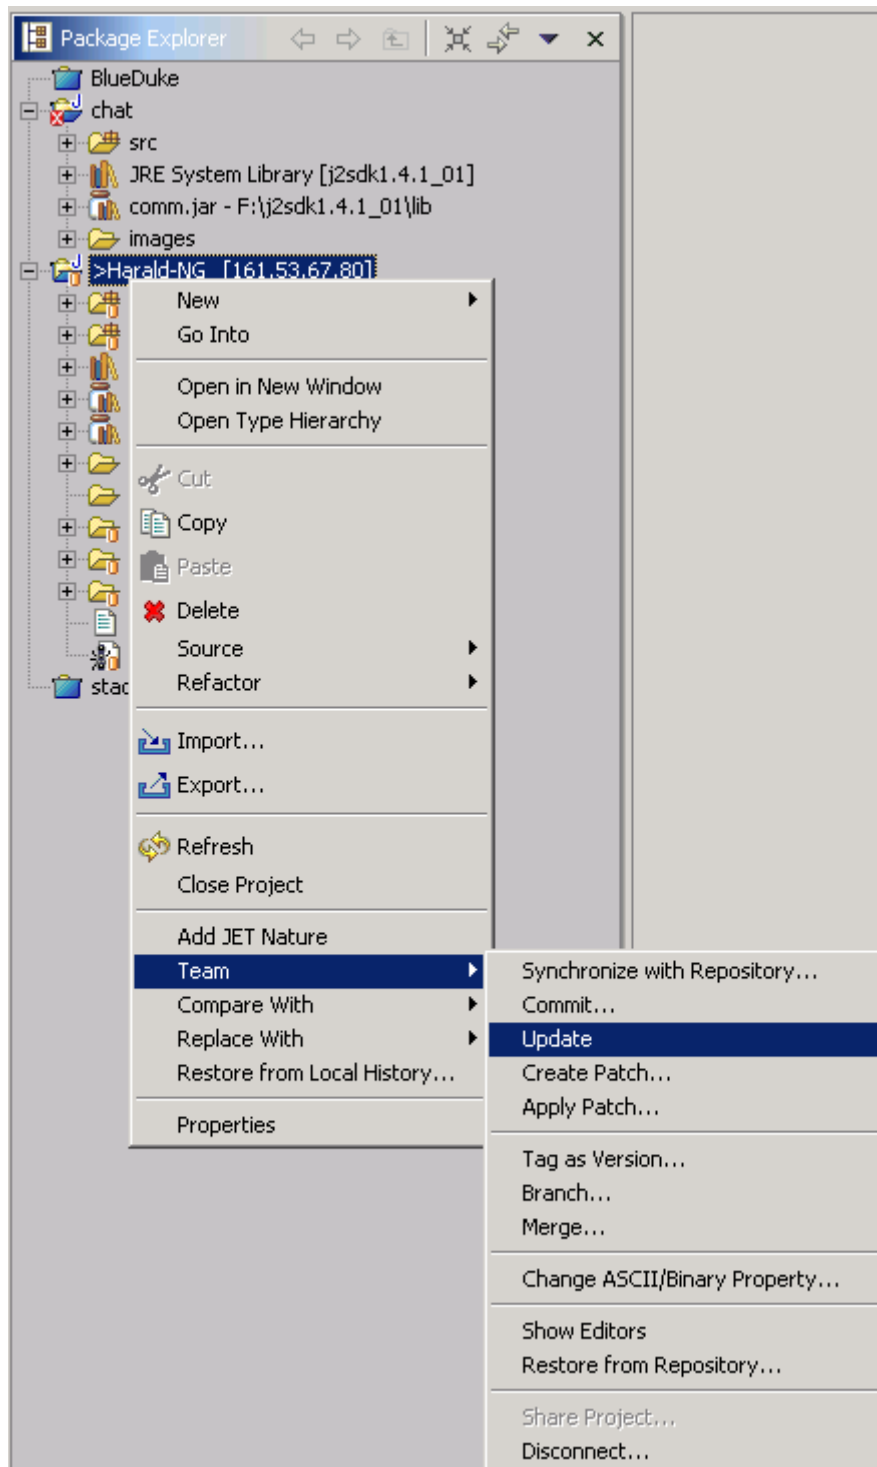 Package Explorer
BlueDuke
chat
src
JRE System Library [j2sdk1.4.1_01]
comm.jar - F:\j2sdk1.4.1_01\lib
images
>Harald-NG [161.53.67.80]
New
Go Into
Open in New Window
Open Type Hierarchy
Cut
Copy
Paste
Delete
Source
Refactor
stac
Import...
Export...
Refresh
Close Project
Add JET Nature
Team
Compare With
Replace With
Restore from Local History...
Properties
Synchronize with Repository...
Commit...
Update
Create Patch...
Apply Patch...
Tag as Version...
Branch...
Merge...
Change ASCII/Binary Property...
Show Editors
Restore from Repository...
Share Project...
Disconnect...